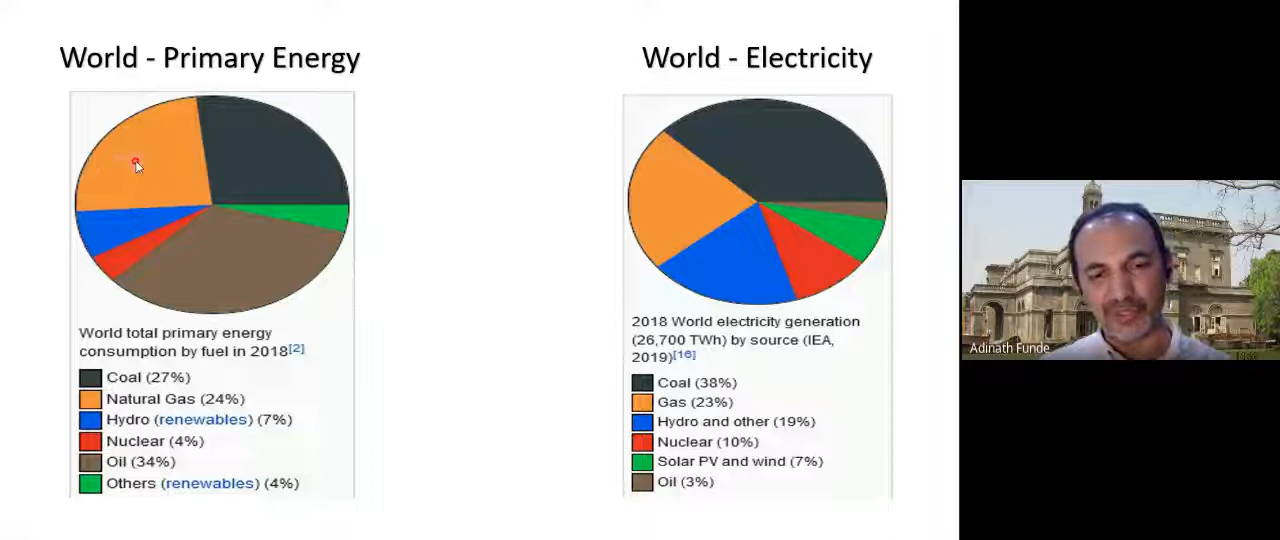 World - Primary Energy
World total primary energy
consumption by fuel in 2018[2]
Coal (27%)
Natural Gas (24%)
Hydro (renewables) (7%)
Nuclear (4%)
Oil (34%)
Others (renewables) (4%)
World - Electricity
2018 World electricity generation
(26,700 TWh) by source (IEA,
2019)[16]
Coal (38%)
Gas (23%)
Hydro and other (19%)
Nuclear (10%)
Solar PV and wind (7%)
Oil (3%)
Adinath Funde